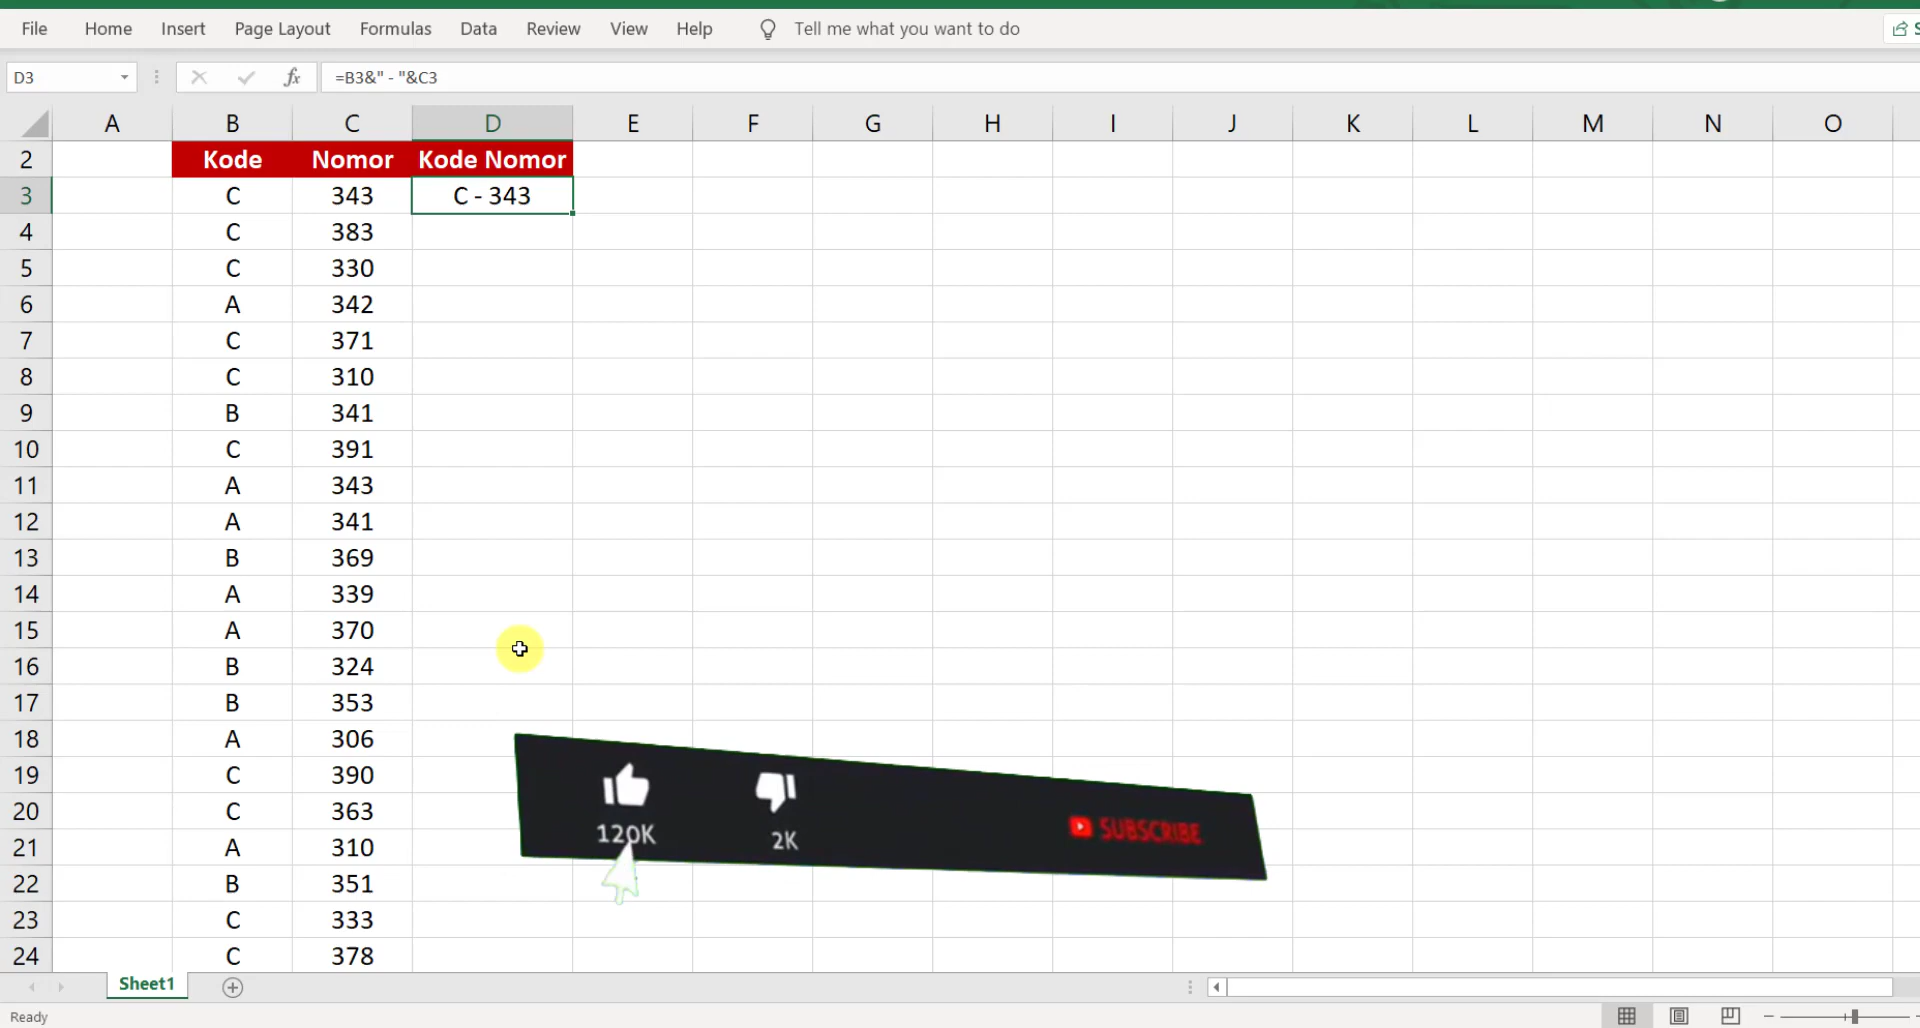 File Home Insert Page Layout Formulas Data Review View Help Tell me what you want to do S
D3 fx =B3&" - "&C3
A B C D E F G H I J K L M N O
2 Kode Nomor Kode Nomor
3 C 343 C - 343
4 C 383
5 C 330
6 A 342
7 C 371
8 C 310
9 B 341
10 C 391
11 A 343
12 A 341
13 B 369
14 A 339
15 A 370
16 B 324
17 B 353
18 A 306
19 C 390
20 C 363
21 A 310
22 B 351
23 C 333
24 C 378
120K 2K SUBSCRIBE
Sheet1
Ready